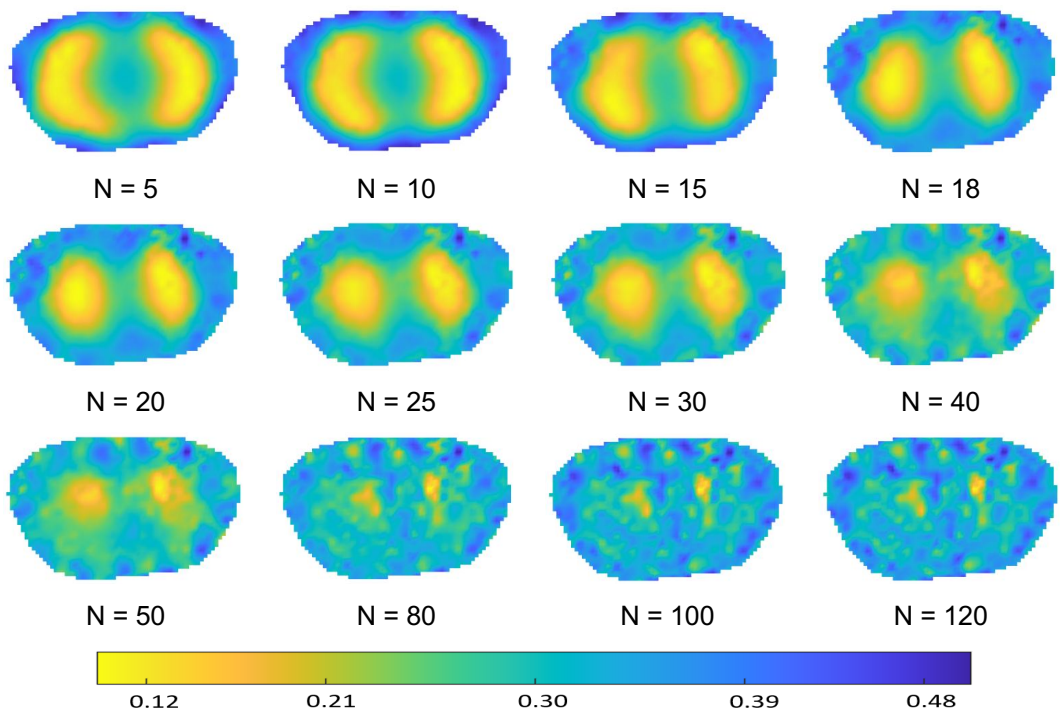 N = 5 N = 10 N = 15 N = 18
N = 20 N = 25 N = 30 N = 40
N = 50 N = 80 N = 100 N = 120
0.12 0.21 0.30 0.39 0.48